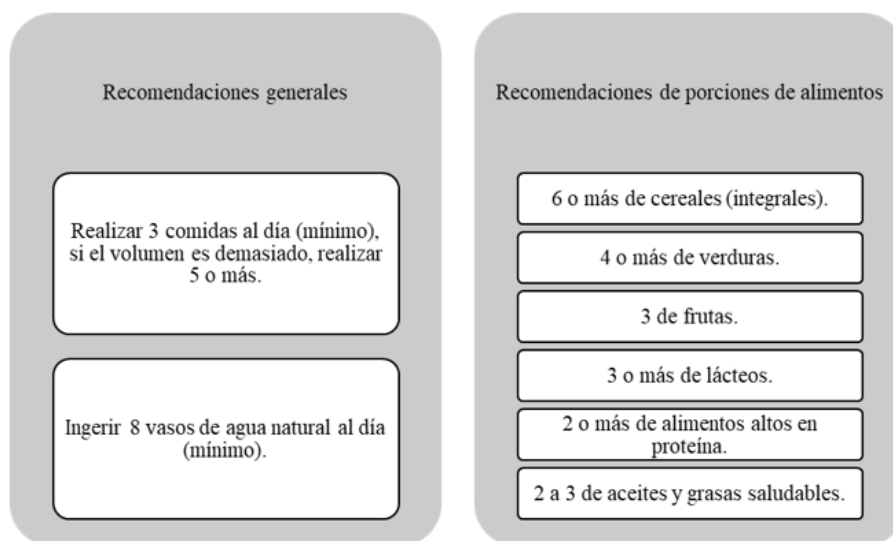 Recomendaciones generales
Realizar 3 comidas al día (mínimo),
si el volumen es demasiado, realizar
5 o más.
Ingerir 8 vasos de agua natural al día
(mínimo).
Recomendaciones de porciones de alimentos
6 o más de cereales (integrales).
4 o más de verduras.
3 de frutas.
3 o más de lácteos.
2 o más de alimentos altos en
proteína.
2 a 3 de aceites y grasas saludables.